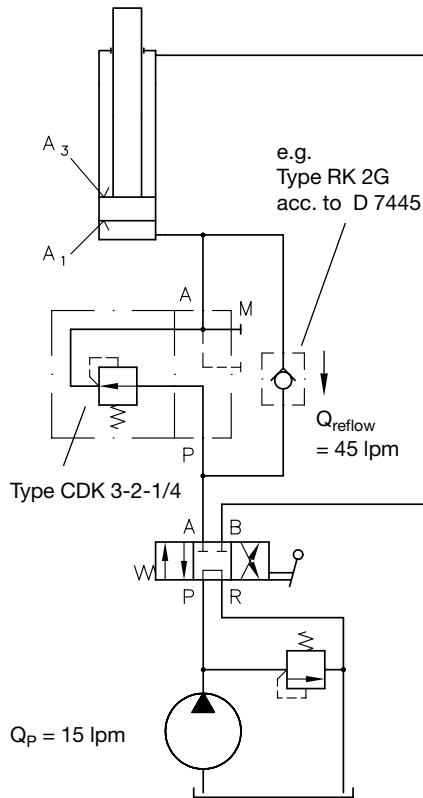 A 3
A 1
e.g.
Type RK 2G
acc. to D 7445
A
M
Q reflow
= 45 lpm
P
Type CDK 3-2-1/4
A
B
P
R
Q P = 15 lpm